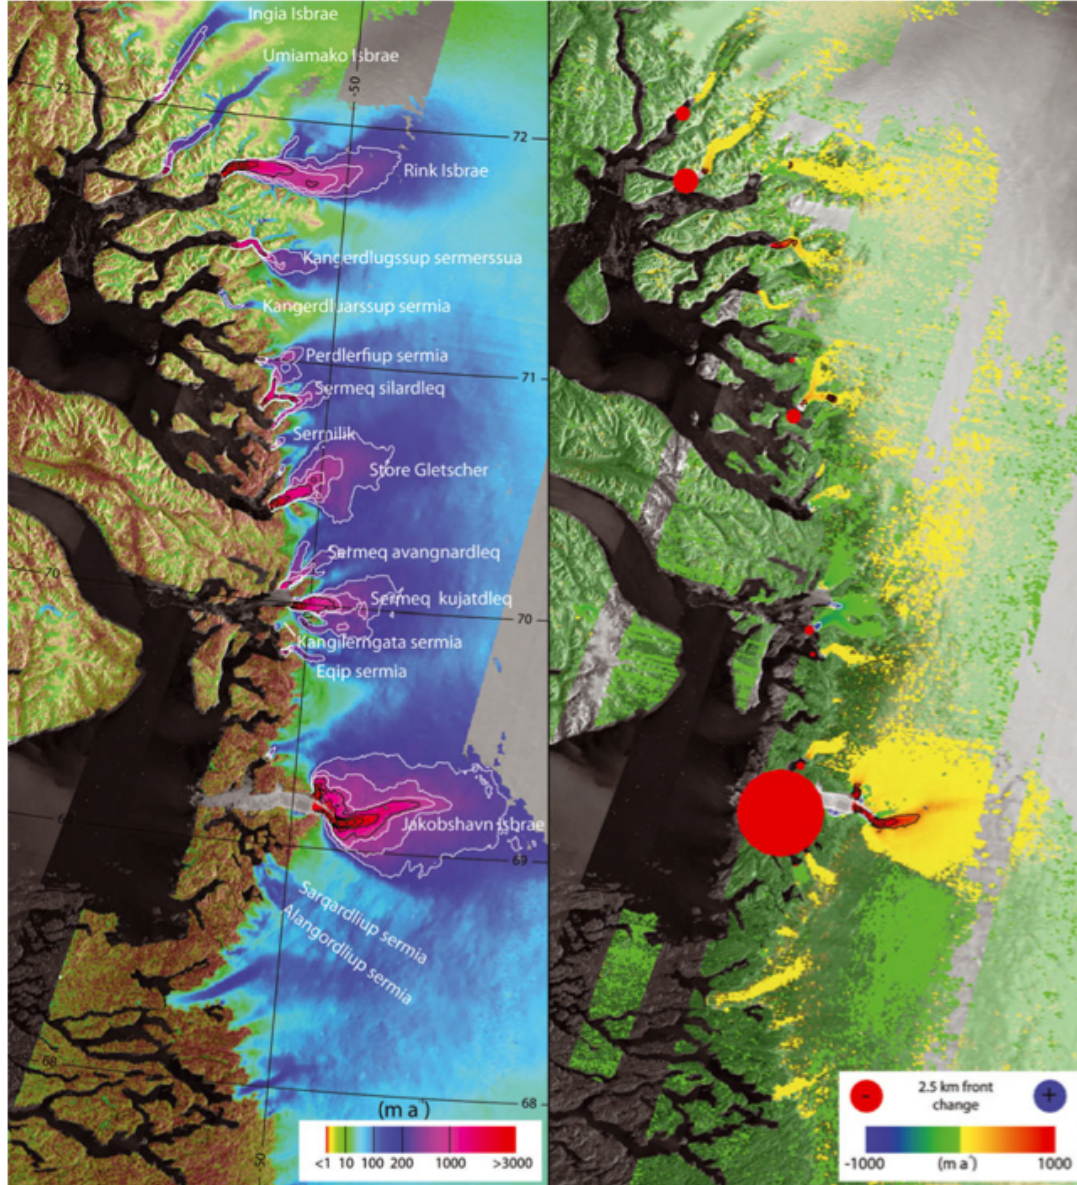 Ingia Isbrae
Umiamako Isbrae
-50
72
72
Rink Isbrae
Kangerdlugssup sermerssua
Kangerdluarssup sermia
Perdlerfiup sermia
71
Sermeq silardleq
Sermilik
Store Gletscher
Sermeq avangnardleq
70
Sermeq kujatdleq
70
Kangilerngata sermia
Eqip sermia
Jakobshavn Isbrae
69
Sarqardliup sermia
Alangordliup sermia
68
68
-50
(m a⁻)
<1 10 100 200 1000 >3000
- 2.5 km front +
change
-1000 (m a⁻) 1000